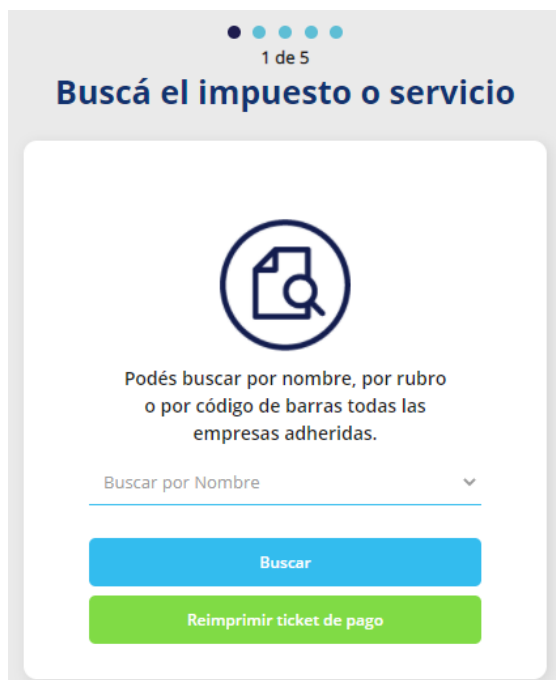 1 de 5
Buscá el impuesto o servicio
Podés buscar por nombre, por rubro
o por código de barras todas las
empresas adheridas.
Buscar por Nombre
Buscar
Reimprimir ticket de pago